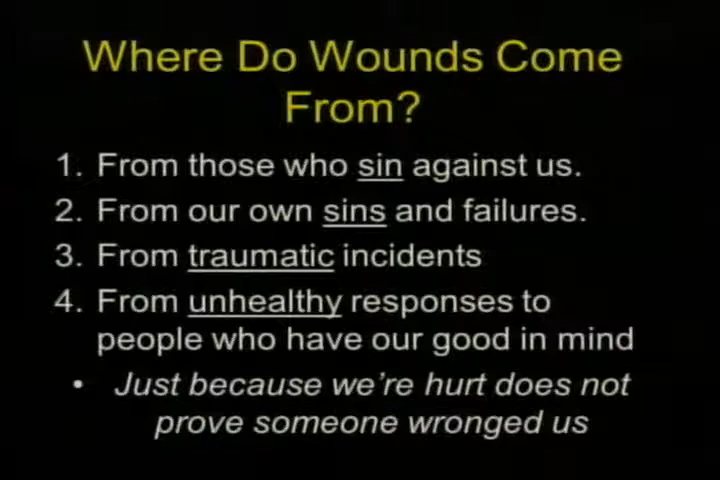 Where Do Wounds Come
From?
1. From those who sin against us.
2. From our own sins and failures.
3. From traumatic incidents
4. From unhealthy responses to
people who have our good in mind
• Just because we're hurt does not
prove someone wronged us